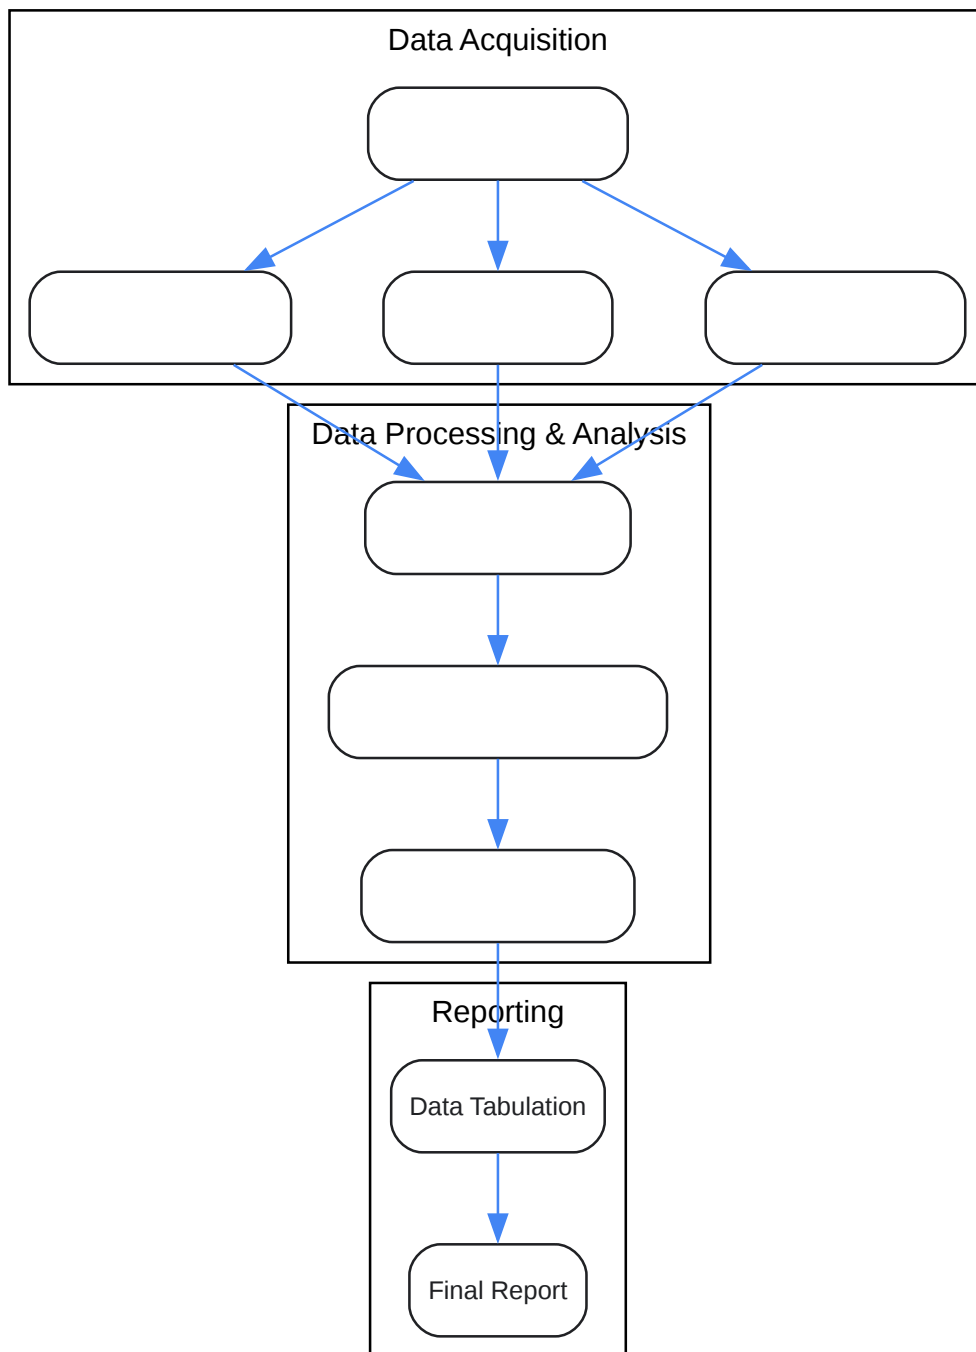 Data Acquisition
Data Processing & Analysis
Reporting
Data Tabulation
Final Report